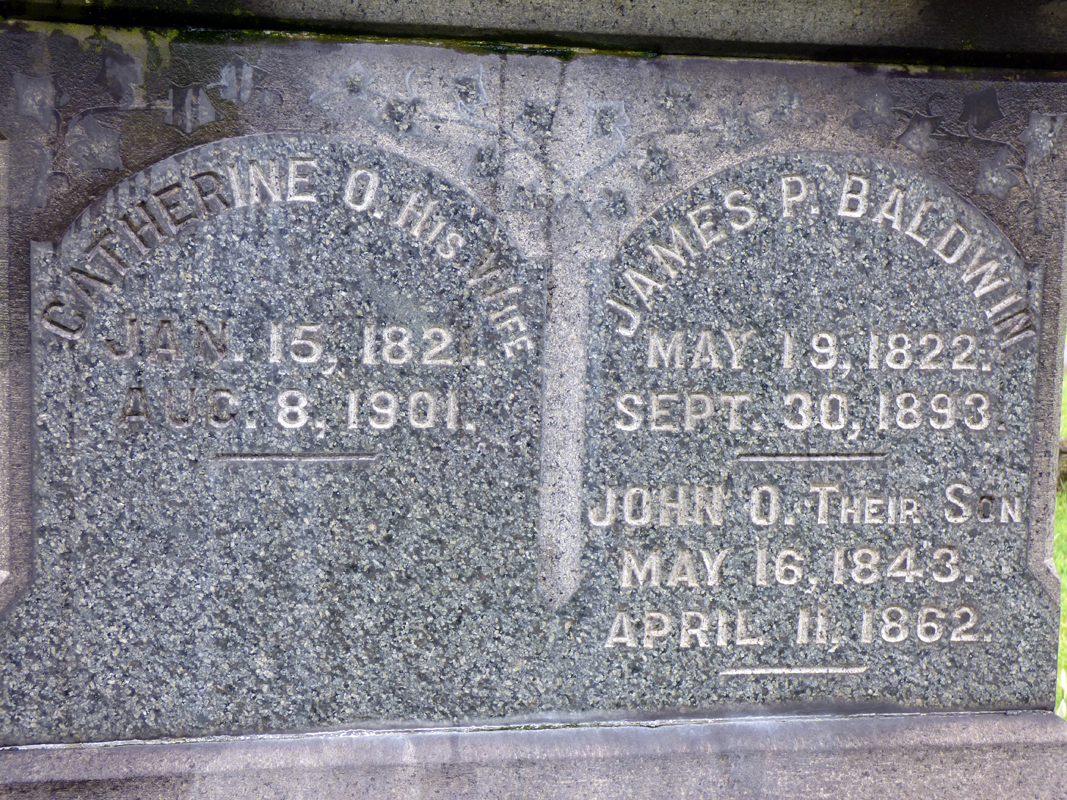 CATHERINE O. HIS WIFE
JAN. 15, 1821.
AUG. 8, 1901.
JAMES P. BALDWIN
MAY 19, 1822.
SEPT. 30, 1893.
JOHN O. THEIR SON
MAY 16, 1843.
APRIL 11, 1862.